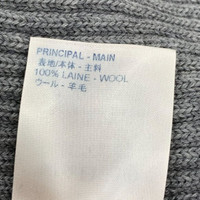 PRINCIPAL - MAIN
表地/本体 - 主料
100% LAINE - WOOL
ウール - 羊毛